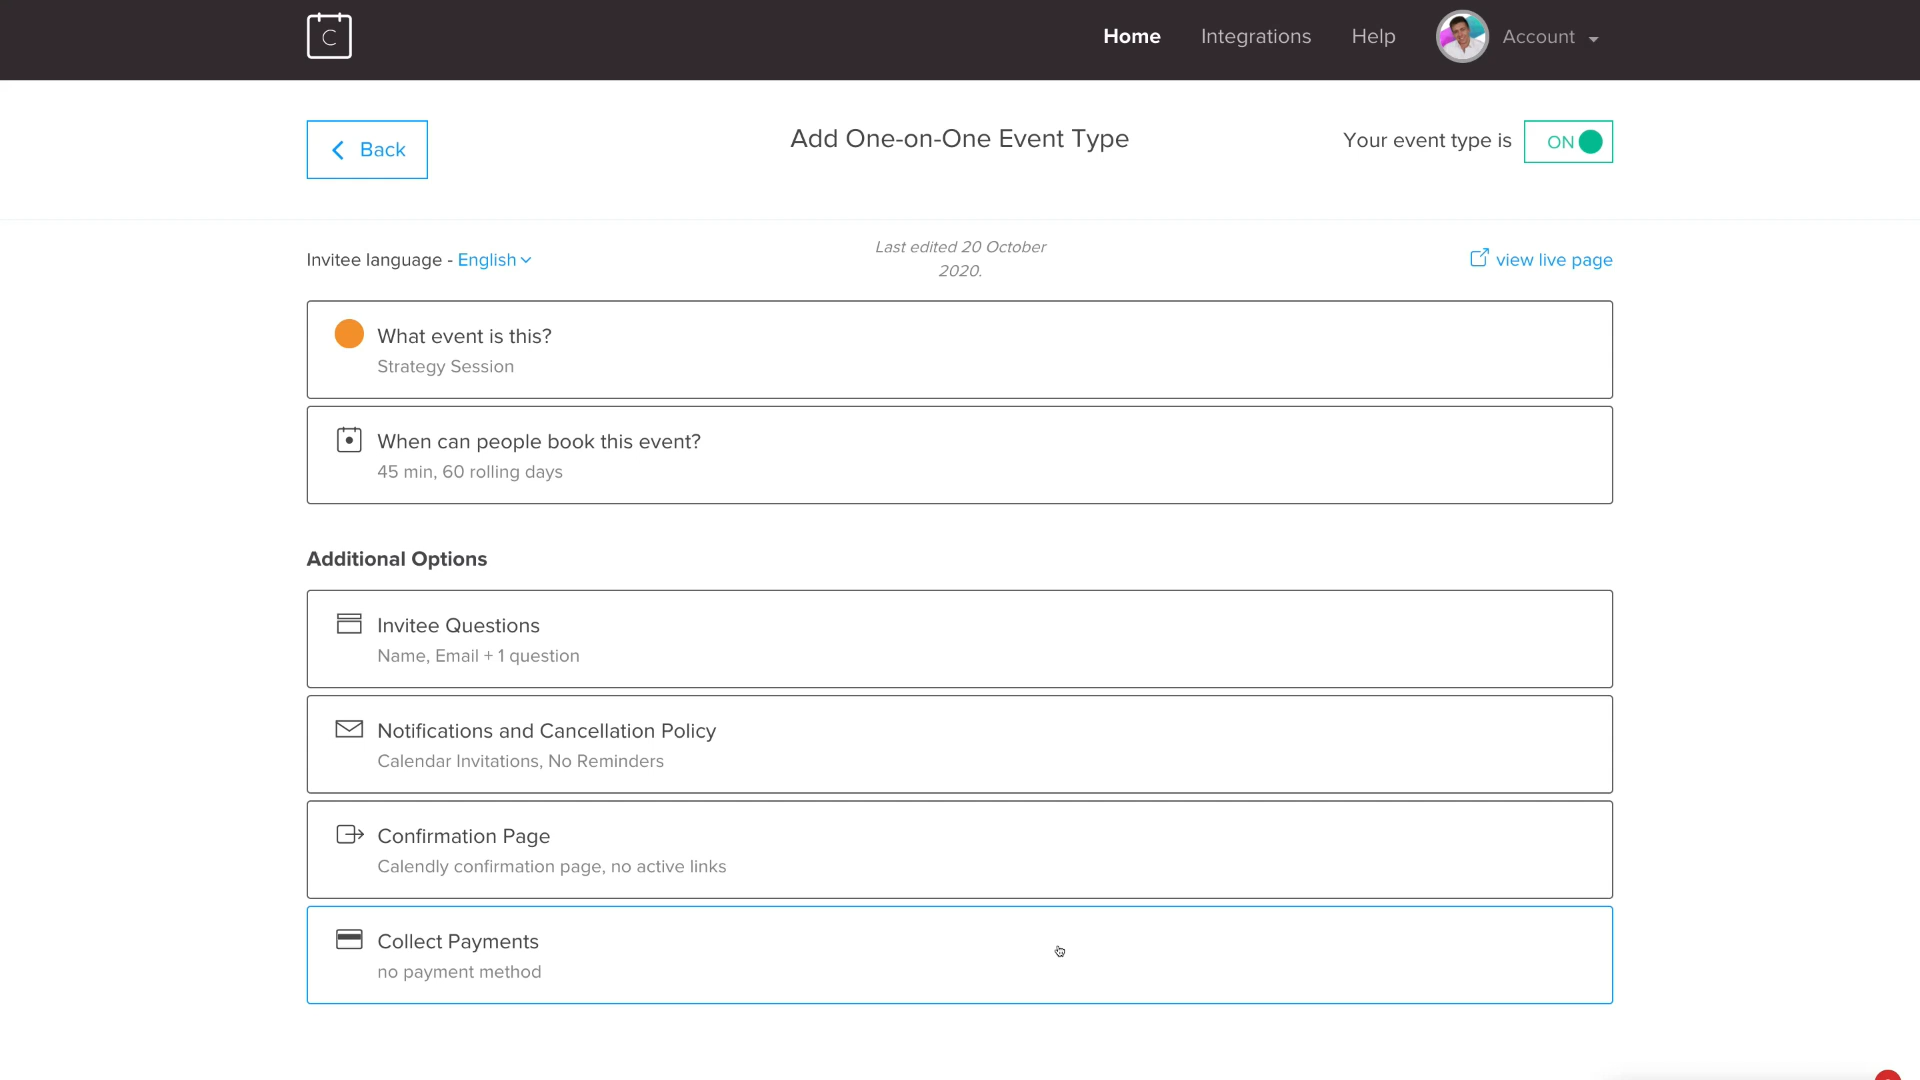 C
Home
Integrations
Help
Account
Back
Add One-on-One Event Type
Your event type is
ON
Invitee language - English
Last edited 20 October
2020.
view live page
What event is this?
Strategy Session
When can people book this event?
45 min, 60 rolling days
Additional Options
Invitee Questions
Name, Email + 1 question
Notifications and Cancellation Policy
Calendar Invitations, No Reminders
Confirmation Page
Calendly confirmation page, no active links
Collect Payments
no payment method